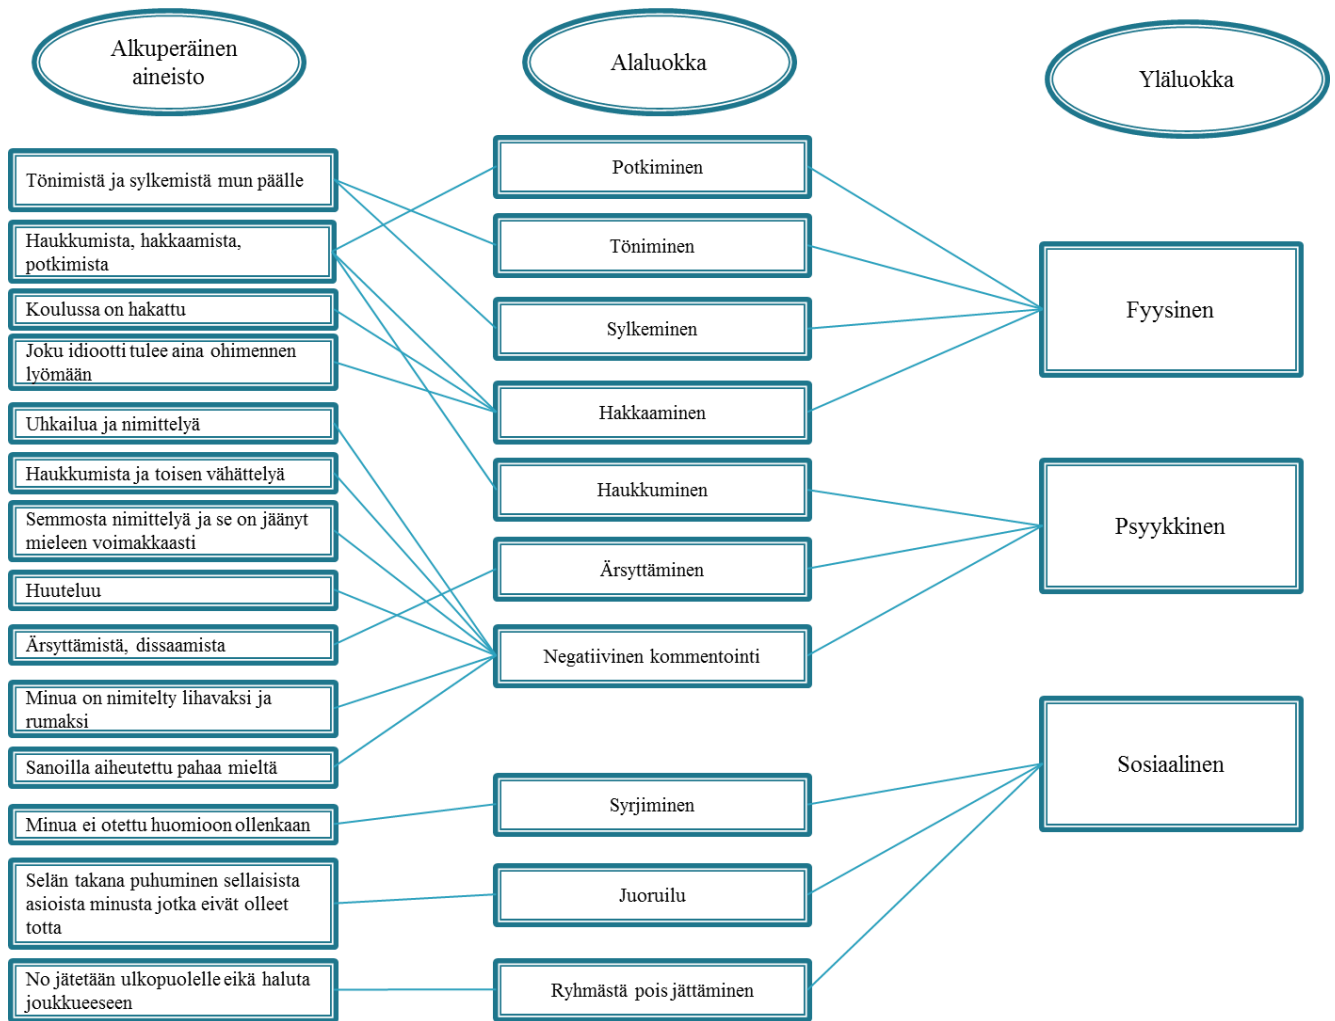 Alkuperäinen
aineisto
Tönimistä ja sylkemistä mun päälle
Haukkumista, hakkaamista,
potkimista
Koulussa on hakattu
Joku idiootti tulee aina ohimennen
lyömään
Uhkailua ja nimittelyä
Haukkumista ja toisen vähättelyä
Semmosta nimittelyä ja se on jäänyt
mieleen voimakkaasti
Huuteluu
Ärsyttämistä, dissaamista
Minua on nimitelty lihavaksi ja
rumaksi
Sanoilla aiheutettu pahaa mieltä
Minua ei otettu huomioon ollenkaan
Selän takana puhuminen sellaisista
asioista minusta jotka eivät olleet
totta
No jätetään ulkopuolelle eikä haluta
joukkueeseen
Alaluokka
Potkiminen
Töniminen
Sylkeminen
Hakkaaminen
Haukkuminen
Ärsyttäminen
Negatiivinen kommentointi
Syrjiminen
Juoruilu
Ryhmästä pois jättäminen
Yläluokka
Fyysinen
Psyykkinen
Sosiaalinen